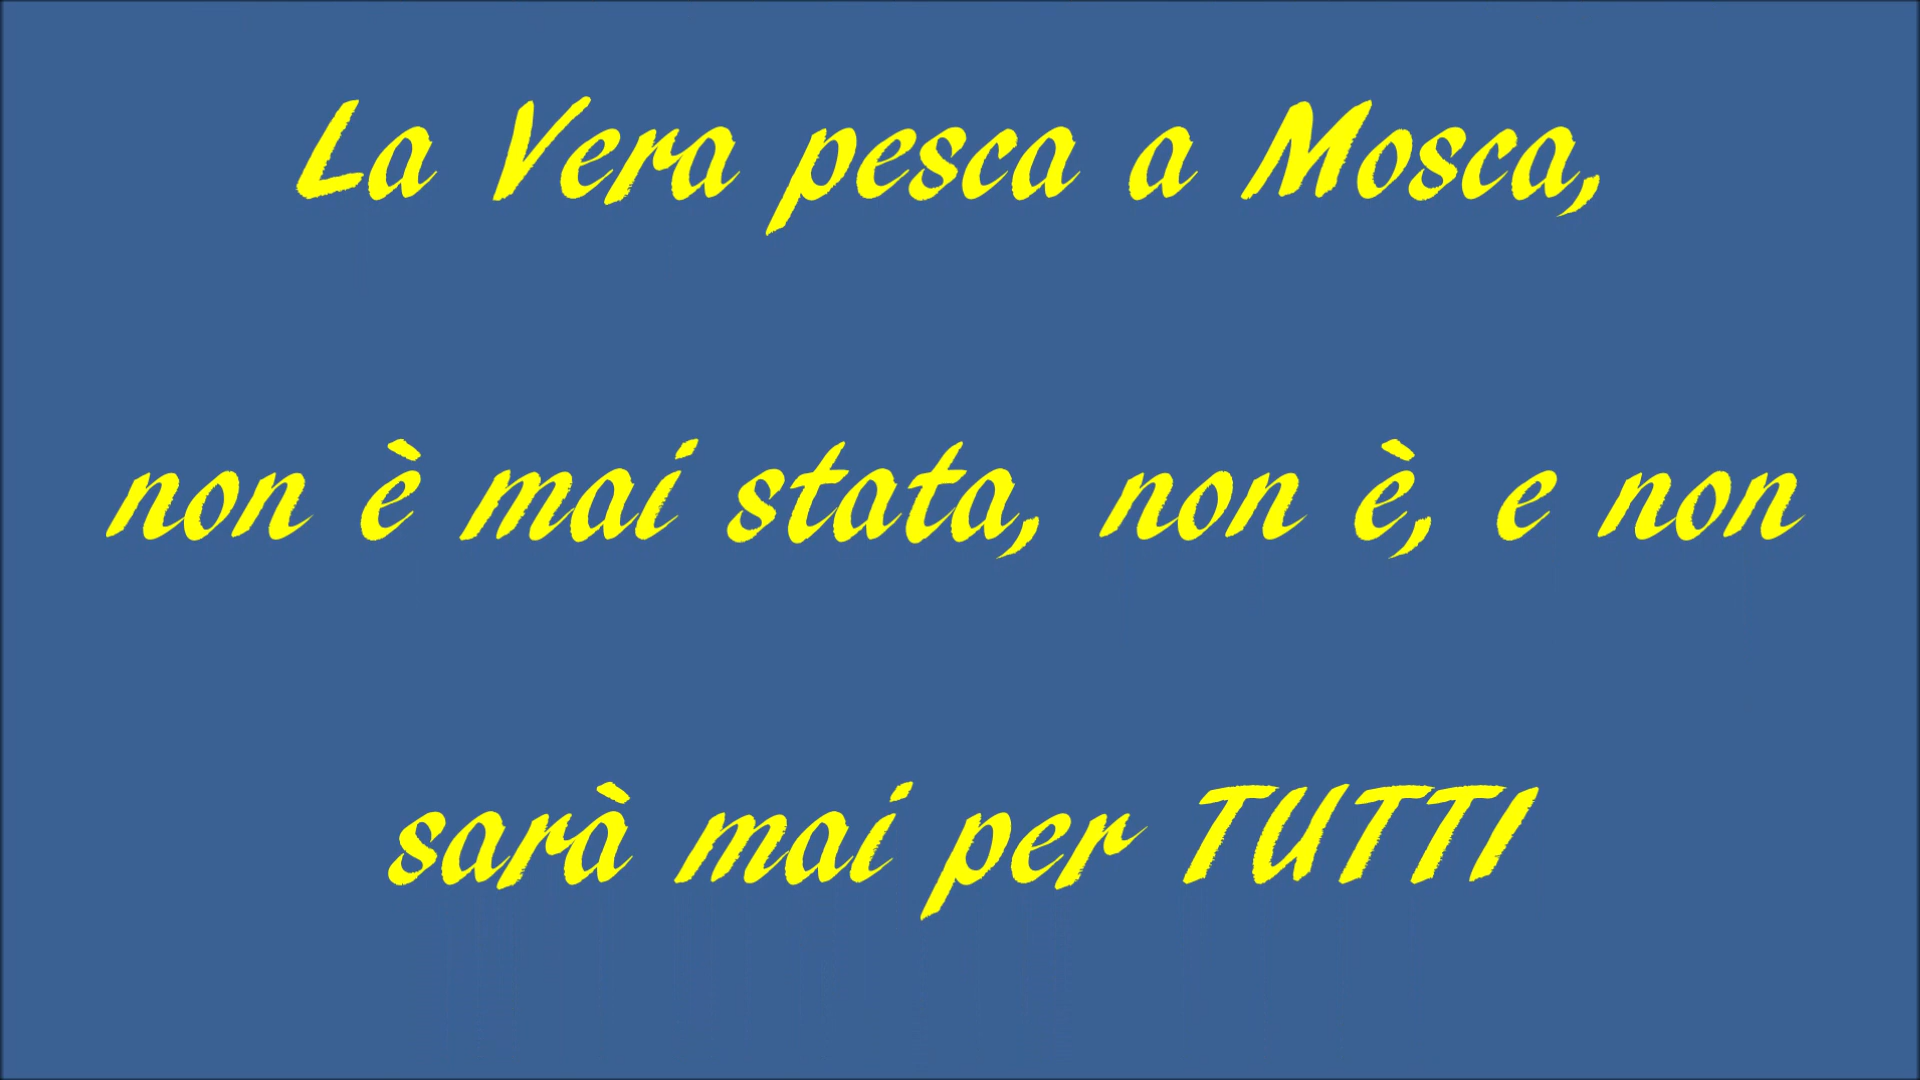 La Vera pesca a Mosca,
non è mai stata, non è, e non
sarà mai per TUTTI